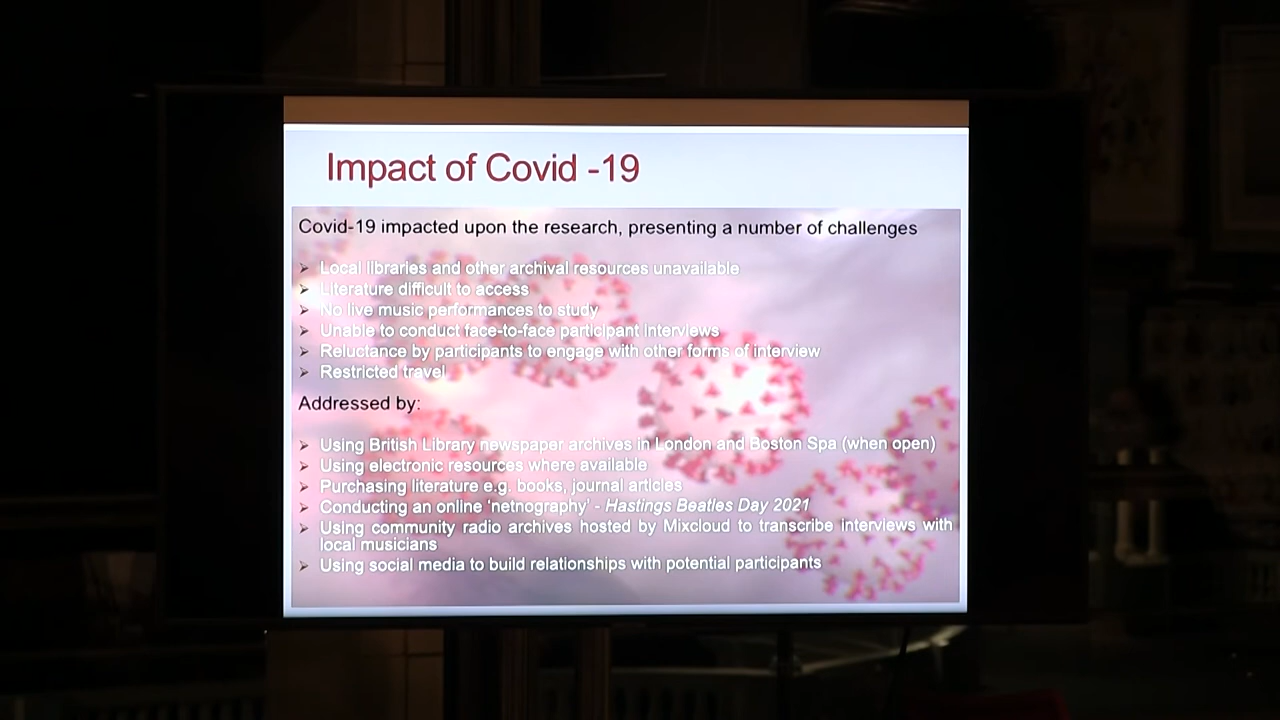 Impact of Covid -19
Covid-19 impacted upon the research, presenting a number of challenges
➢ Local libraries and other archival resources unavailable
➢ Literature difficult to access
➢ No live music performances to study
➢ Unable to conduct face-to-face participant interviews
➢ Reluctance by participants to engage with other forms of interview
➢ Restricted travel
Addressed by:
➢ Using British Library newspaper archives in London and Boston Spa (when open)
➢ Using electronic resources where available
➢ Purchasing literature e.g. books, journal articles
➢ Conducting an online 'netnography' - Hastings Beatles Day 2021
➢ Using community radio archives hosted by Mixcloud to transcribe interviews with
local musicians
➢ Using social media to build relationships with potential participants